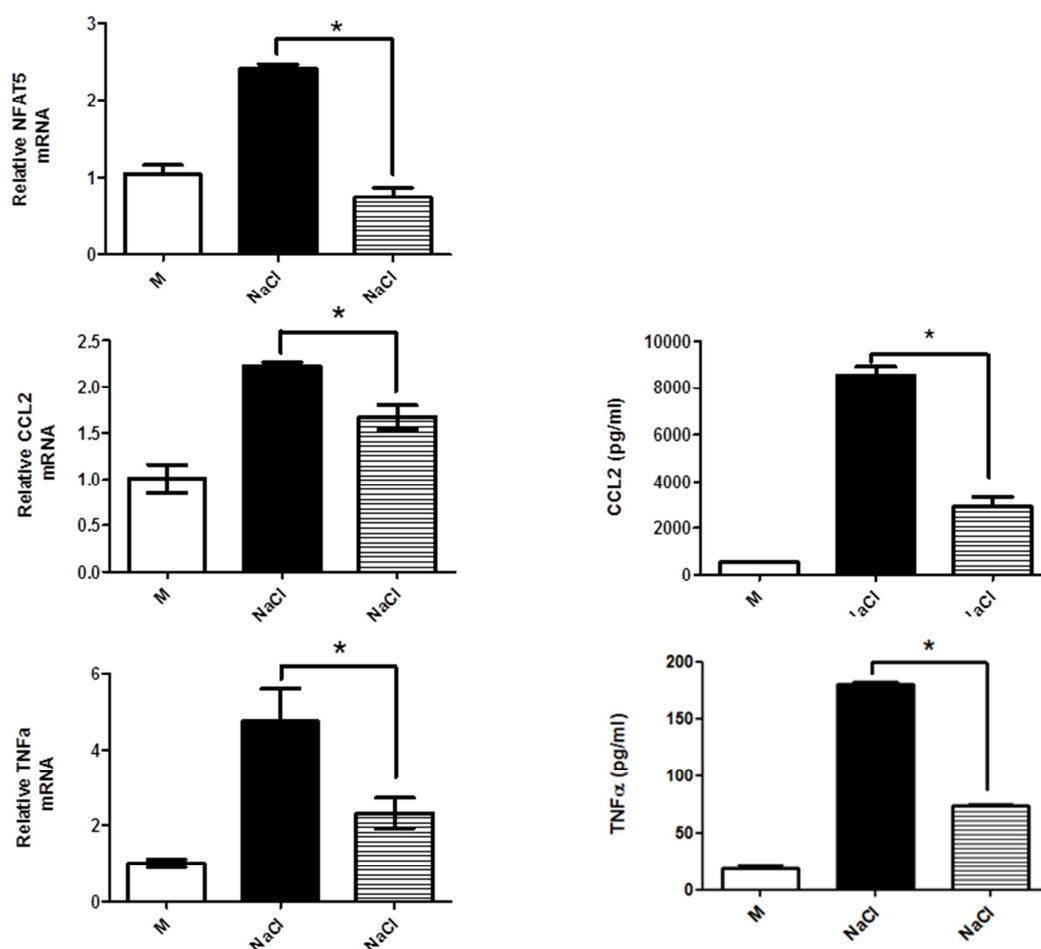 Relative NFAT5
mRNA
3
2
1
0
*
M
NaCl
NaCl
Relative CCL2
mRNA
2.5
2.0
1.5
1.0
0.5
0.0
*
M
NaCl
NaCl
CCL2 (pg/ml)
10000
8000
6000
4000
2000
0
*
M
aCl
aCl
Relative TNFa
mRNA
6
4
2
0
*
M
NaCl
NaCl
TNFα (pg/ml)
200
150
100
50
0
*
M
NaCl
NaCl